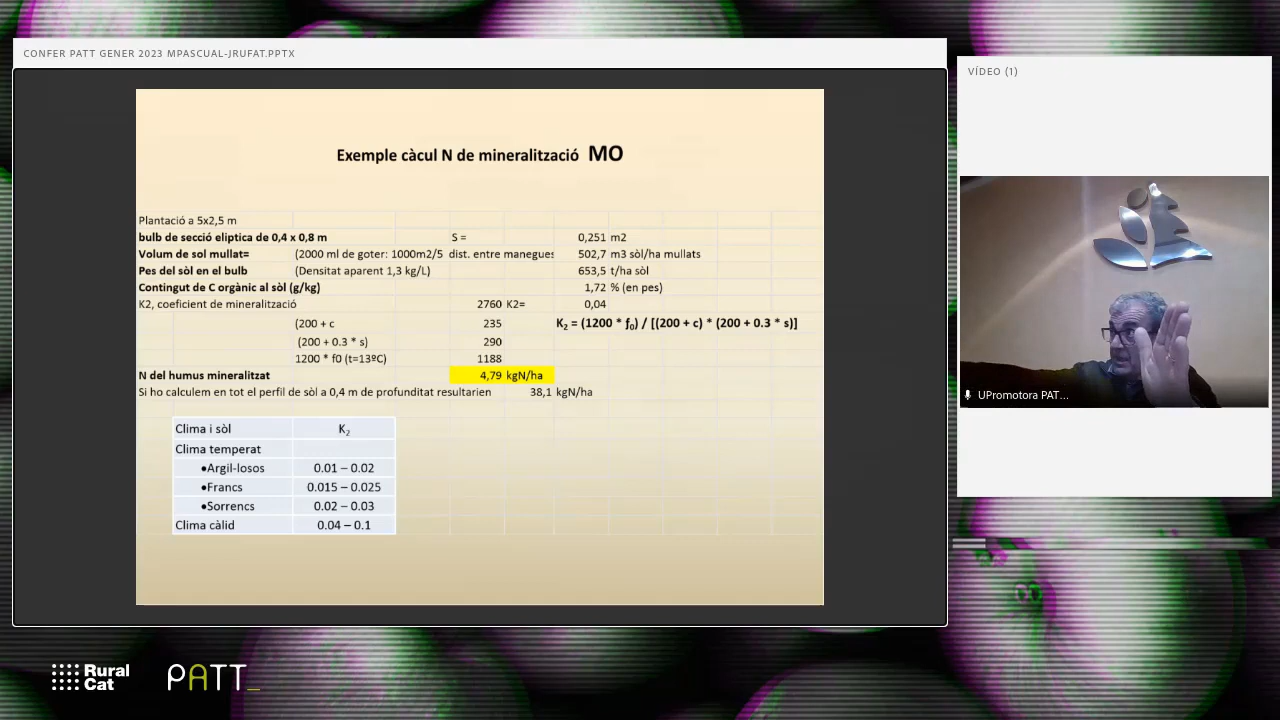 CONFER PATT GENER 2023 MPASCUAL-JRUFAT.PPTX
VÍDEO (1)
Exemple càcul N de mineralització MO
Plantació a 5x2,5 m
bulb de secció eliptica de 0,4 x 0,8 m S = 0,251 m2
Volum de sol mullat= (2000 ml de goter: 1000m2/5 dist. entre manegues 502,7 m3 sòl/ha mullats
Pes del sòl en el bulb (Densitat aparent 1,3 kg/L) 653,5 t/ha sòl
Contingut de C orgànic al sòl (g/kg) 1,72 % (en pes)
K2, coeficient de mineralització 2760 K2= 0,04
(200 + c 235 K₂ = (1200 * f₀) / [(200 + c) * (200 + 0.3 * s)]
(200 + 0.3 * s) 290
1200 * f0 (t=13ºC) 1188
N del humus mineralitzat 4,79 kgN/ha
Si ho calculem en tot el perfil de sòl a 0,4 m de profunditat resultarien 38,1 kgN/ha
Clima i sòl K₂
Clima temperat
•Argil-losos 0.01 – 0.02
•Francs 0.015 – 0.025
•Sorrencs 0.02 – 0.03
Clima càlid 0.04 – 0.1
UPromotora PAT...
Rural
Cat
PATT_